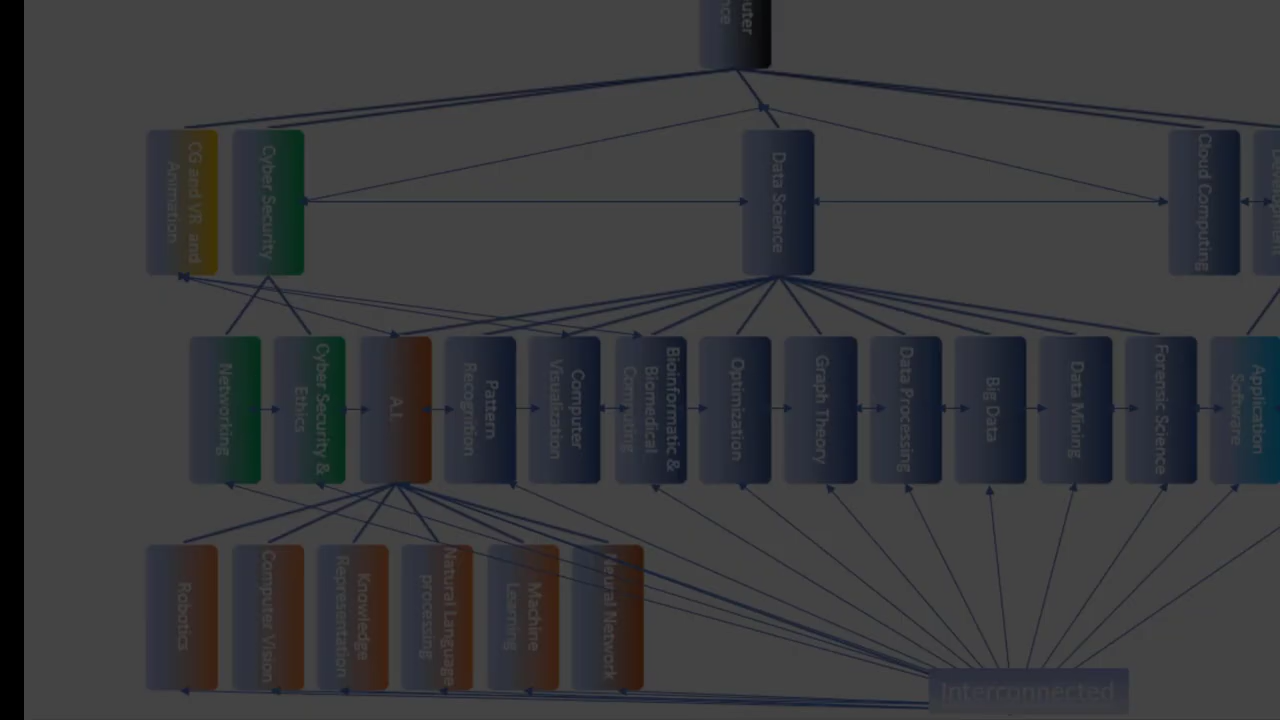 uter
nce
CG and VR and
Animation
Cyber Security
Data Science
Cloud Computing
Networking
Cyber Security &
Ethics
A.I.
Pattern
Recognition
Computer
Visualization
Bioinformatic &
Biomedical
Computing
Optimization
Graph Theory
Data Processing
Big Data
Data Mining
Forensic Science
Application
Software
Robotics
Computer Vision
Knowledge
Representation
Natural Language
processing
Machine
Learning
Neural Network
Interconnected